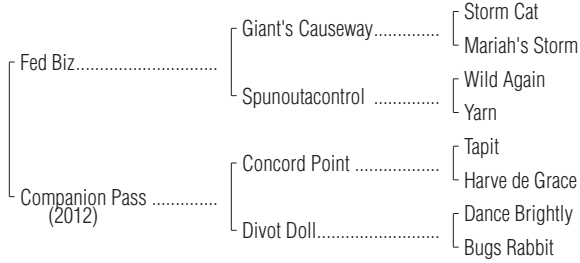 Storm Cat
Giant's Causeway..............
Mariah's Storm
Fed Biz..............................
Wild Again
Spunoutacontrol ..............
Yarn
Tapit
Concord Point ..................
Harve de Grace
Companion Pass ..............
(2012)
Dance Brightly
Divot Doll..........................
Bugs Rabbit